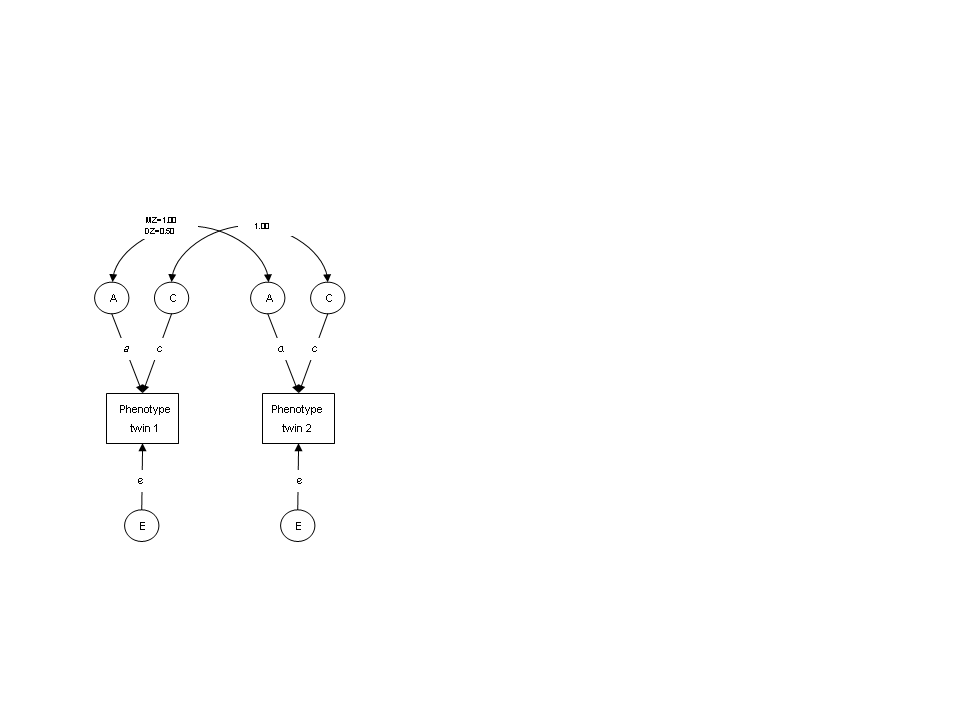 MZ=1.00
DZ=0.50
1.00
A
C
A
C
a
c
a
c
Phenotype
twin 1
Phenotype
twin 2
e
e
E
E